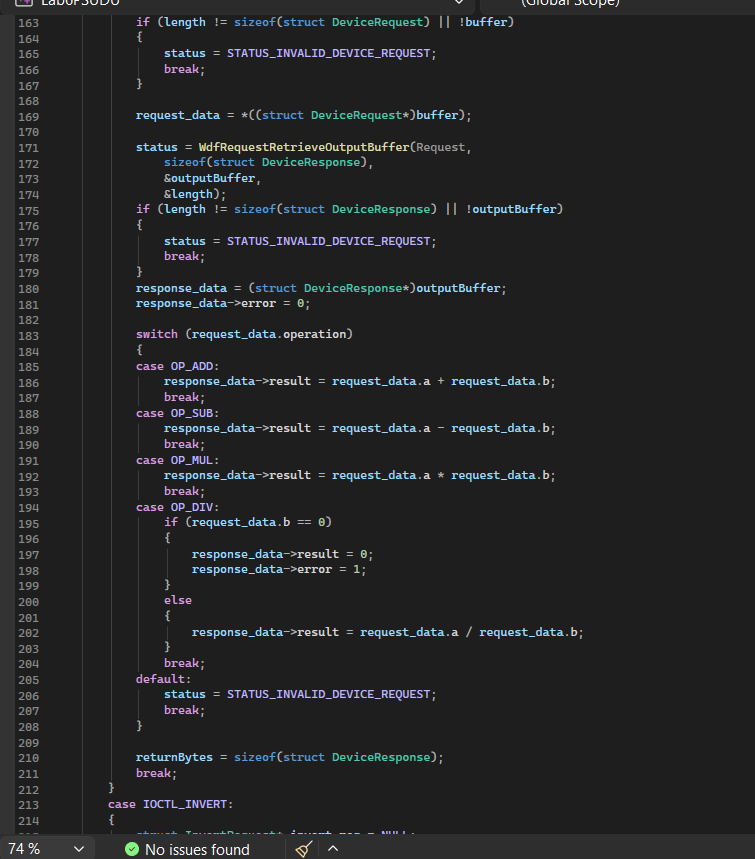 Lab6PSUDO (Global Scope)
163 if (length != sizeof(struct DeviceRequest) || !buffer)
164 {
165 status = STATUS_INVALID_DEVICE_REQUEST;
166 break;
167 }
168
169 request_data = *((struct DeviceRequest*)buffer);
170
171 status = WdfRequestRetrieveOutputBuffer(Request,
172 sizeof(struct DeviceResponse),
173 &outputBuffer,
174 &length);
175 if (length != sizeof(struct DeviceResponse) || !outputBuffer)
176 {
177 status = STATUS_INVALID_DEVICE_REQUEST;
178 break;
179 }
180 response_data = (struct DeviceResponse*)outputBuffer;
181 response_data->error = 0;
182
183 switch (request_data.operation)
184 {
185 case OP_ADD:
186 response_data->result = request_data.a + request_data.b;
187 break;
188 case OP_SUB:
189 response_data->result = request_data.a - request_data.b;
190 break;
191 case OP_MUL:
192 response_data->result = request_data.a * request_data.b;
193 break;
194 case OP_DIV:
195 if (request_data.b == 0)
196 {
197 response_data->result = 0;
198 response_data->error = 1;
199 }
200 else
201 {
202 response_data->result = request_data.a / request_data.b;
203 }
204 break;
205 default:
206 status = STATUS_INVALID_DEVICE_REQUEST;
207 break;
208 }
209
210 returnBytes = sizeof(struct DeviceResponse);
211 break;
212 }
213 case IOCTL_INVERT:
214 {
struct InvertRequest* invert_req = NULL;
74 % No issues found